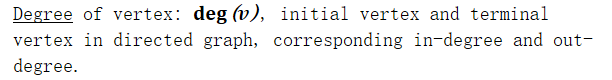 Degree of vertex: deg (v), initial vertex and terminal
vertex in directed graph, corresponding in-degree and out-
degree.